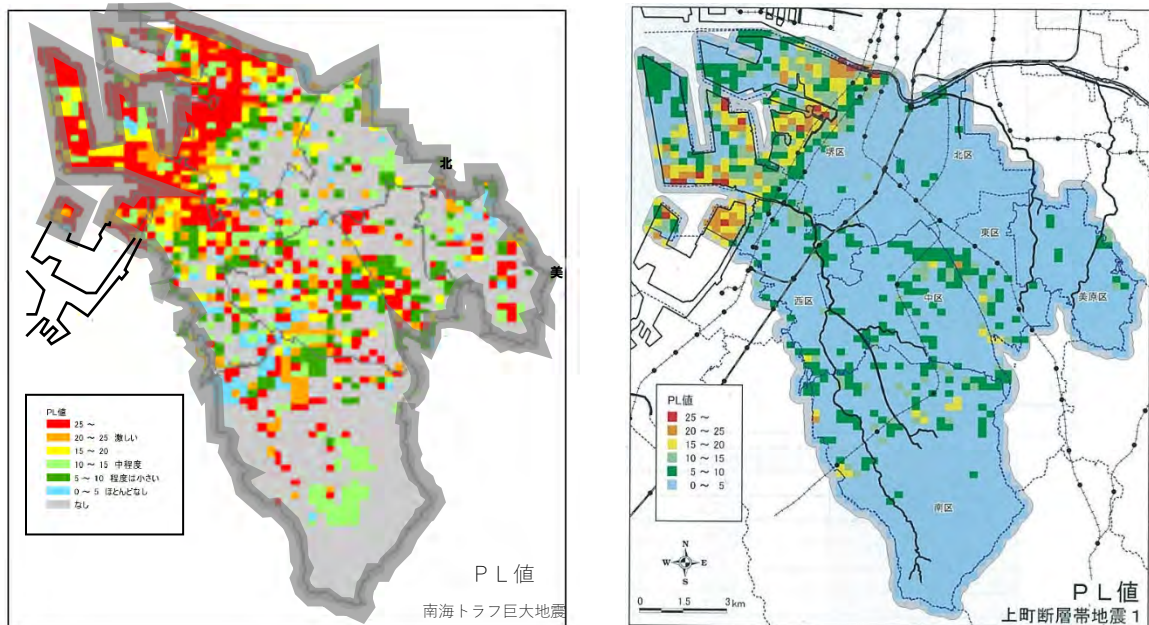 北
美
PL値
25 ~
20 ~ 25 激しい
15 ~ 20
10 ~ 15 中程度
5 ~ 10 程度は小さい
0 ~ 5 ほとんどなし
なし
PL値
南海トラフ巨大地震
堺区
北区
東区
中区
西区
美原区
南区
PL値
25 ~
20 ~ 25
15 ~ 20
10 ~ 15
5 ~ 10
0 ~ 5
N
W E
S
0 1.5 3km
PL値
上町断層帯地震1